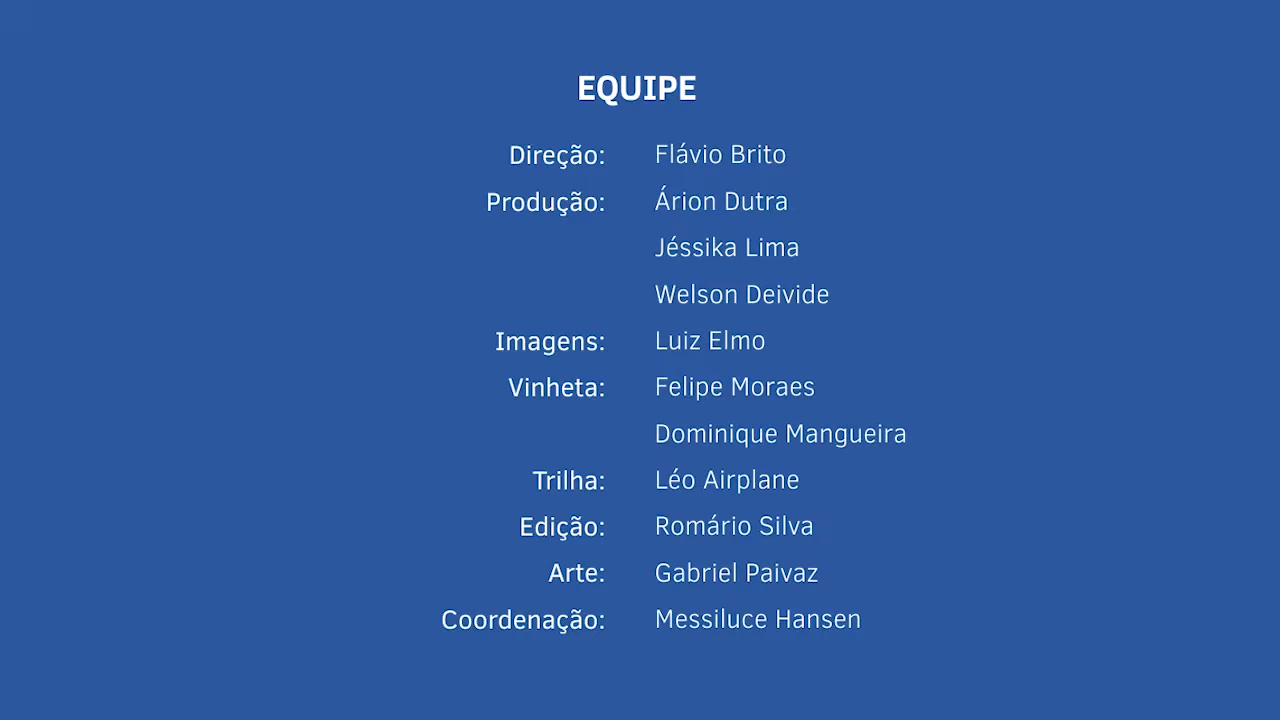 EQUIPE
Direção: Flávio Brito
Produção: Árion Dutra
Jéssika Lima
Welson Deivide
Imagens: Luiz Elmo
Vinheta: Felipe Moraes
Dominique Mangueira
Trilha: Léo Airplane
Edição: Romário Silva
Arte: Gabriel Paivaz
Coordenação: Messiluce Hansen